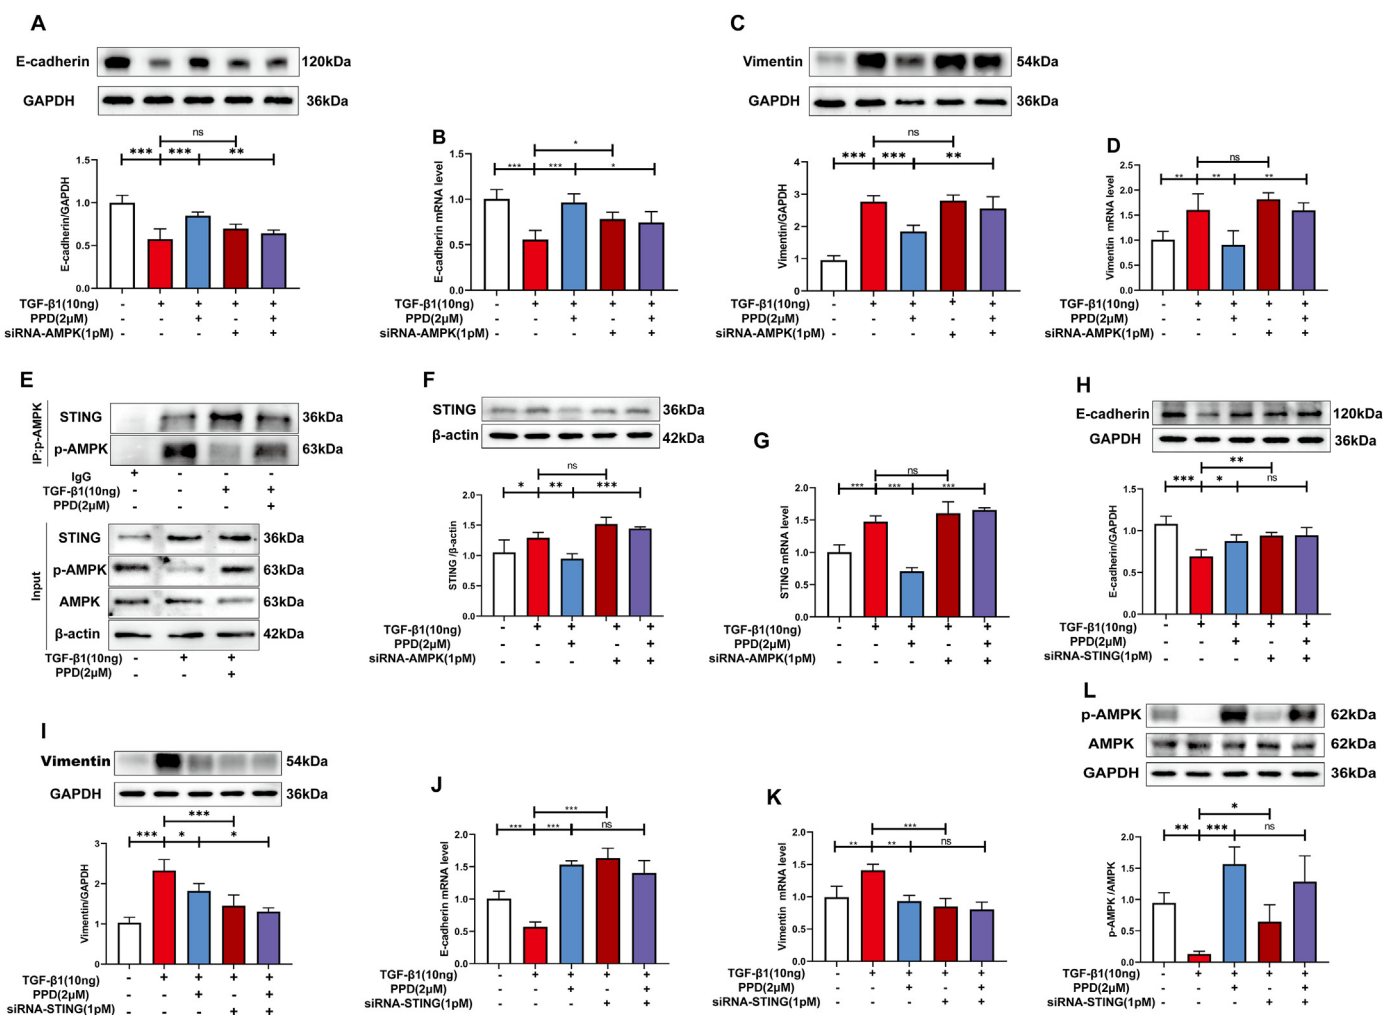 A
E-cadherin 120kDa
GAPDH 36kDa
ns
*** *** **
E-cadherin/GAPDH
1.5
1.0
0.5
0.0
TGF-β1(10ng) - + + + +
PPD(2μM) - - + - +
siRNA-AMPK(1pM) - - - + +
B
*
*** *** *
E-cadherin mRNA level
1.5
1.0
0.5
0.0
TGF-β1(10ng) - + + + +
PPD(2μM) - - + - +
siRNA-AMPK(1pM) - - - + +
C
Vimentin 54kDa
GAPDH 36kDa
ns
*** *** **
Vimentin/GAPDH
4
3
2
1
0
TGF-β1(10ng) - + + + +
PPD(2μM) - - + - +
siRNA-AMPK(1pM) - - - + +
D
ns
** ** **
Vimentin mRNA level
2.5
2.0
1.5
1.0
0.5
0.0
TGF-β1(10ng) - + + + +
PPD(2μM) - - + - +
siRNA-AMPK(1pM) - - - + +
E
IP:p-AMPK
STING 36kDa
p-AMPK 63kDa
IgG + - - -
TGF-β1(10ng) - - + +
PPD(2μM) - - - +
Input
STING 36kDa
p-AMPK 63kDa
AMPK 63kDa
β-actin 42kDa
TGF-β1(10ng) - + +
PPD(2μM) - - +
F
STING 36kDa
β-actin 42kDa
ns
* ** ***
STING/β-actin
2.0
1.5
1.0
0.5
0.0
TGF-β1(10ng) - + + + +
PPD(2μM) - - + - +
siRNA-AMPK(1pM) - - - + +
G
ns
*** *** ***
STING mRNA level
2.0
1.5
1.0
0.5
0.0
TGF-β1(10ng) - + + + +
PPD(2μM) - - + - +
siRNA-AMPK(1pM) - - - + +
H
E-cadherin 120kDa
GAPDH 36kDa
**
*** * ns
E-cadherin/GAPDH
1.5
1.0
0.5
0.0
TGF-β1(10ng) - + + + +
PPD(2μM) - - + - +
siRNA-STING(1pM) - - - + +
I
Vimentin 54kDa
GAPDH 36kDa
***
*** * *
Vimentin/GAPDH
3
2
1
0
TGF-β1(10ng) - + + + +
PPD(2μM) - - + - +
siRNA-STING(1pM) - - - + +
J
***
*** *** ns
E-cadherin mRNA level
2.0
1.5
1.0
0.5
0.0
TGF-β1(10ng) - + + + +
PPD(2μM) - - + - +
siRNA-STING(1pM) - - - + +
K
***
** ** ns
Vimentin mRNA level
2.0
1.5
1.0
0.5
0.0
TGF-β1(10ng) - + + + +
PPD(2μM) - - + - +
siRNA-STING(1pM) - - - + +
L
p-AMPK 62kDa
AMPK 62kDa
GAPDH 36kDa
*
** *** ns
p-AMPK/AMPK
2.0
1.5
1.0
0.5
0.0
TGF-β1(10ng) - + + + +
PPD(2μM) - - + - +
siRNA-STING(1pM) - - - + +